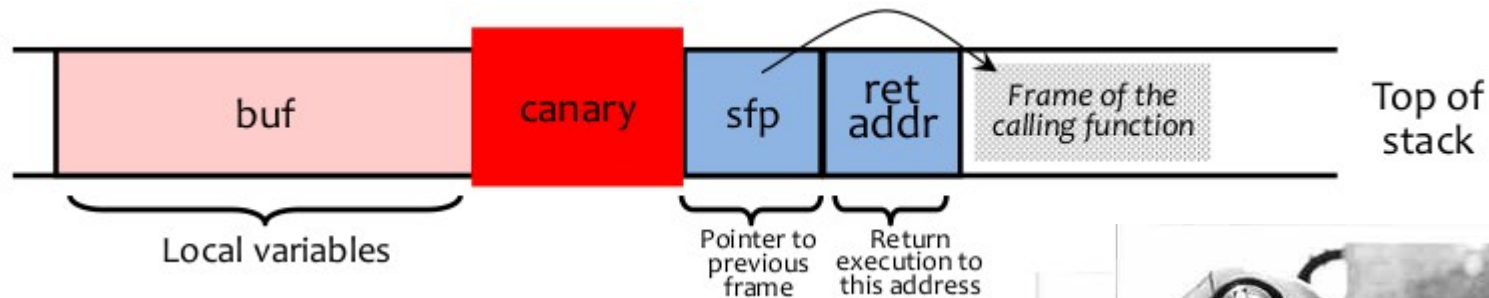 buf
canary
sfp
ret
addr
Frame of the
calling function
Top of
stack
Local variables
Pointer to
previous
frame
Return
execution to
this address